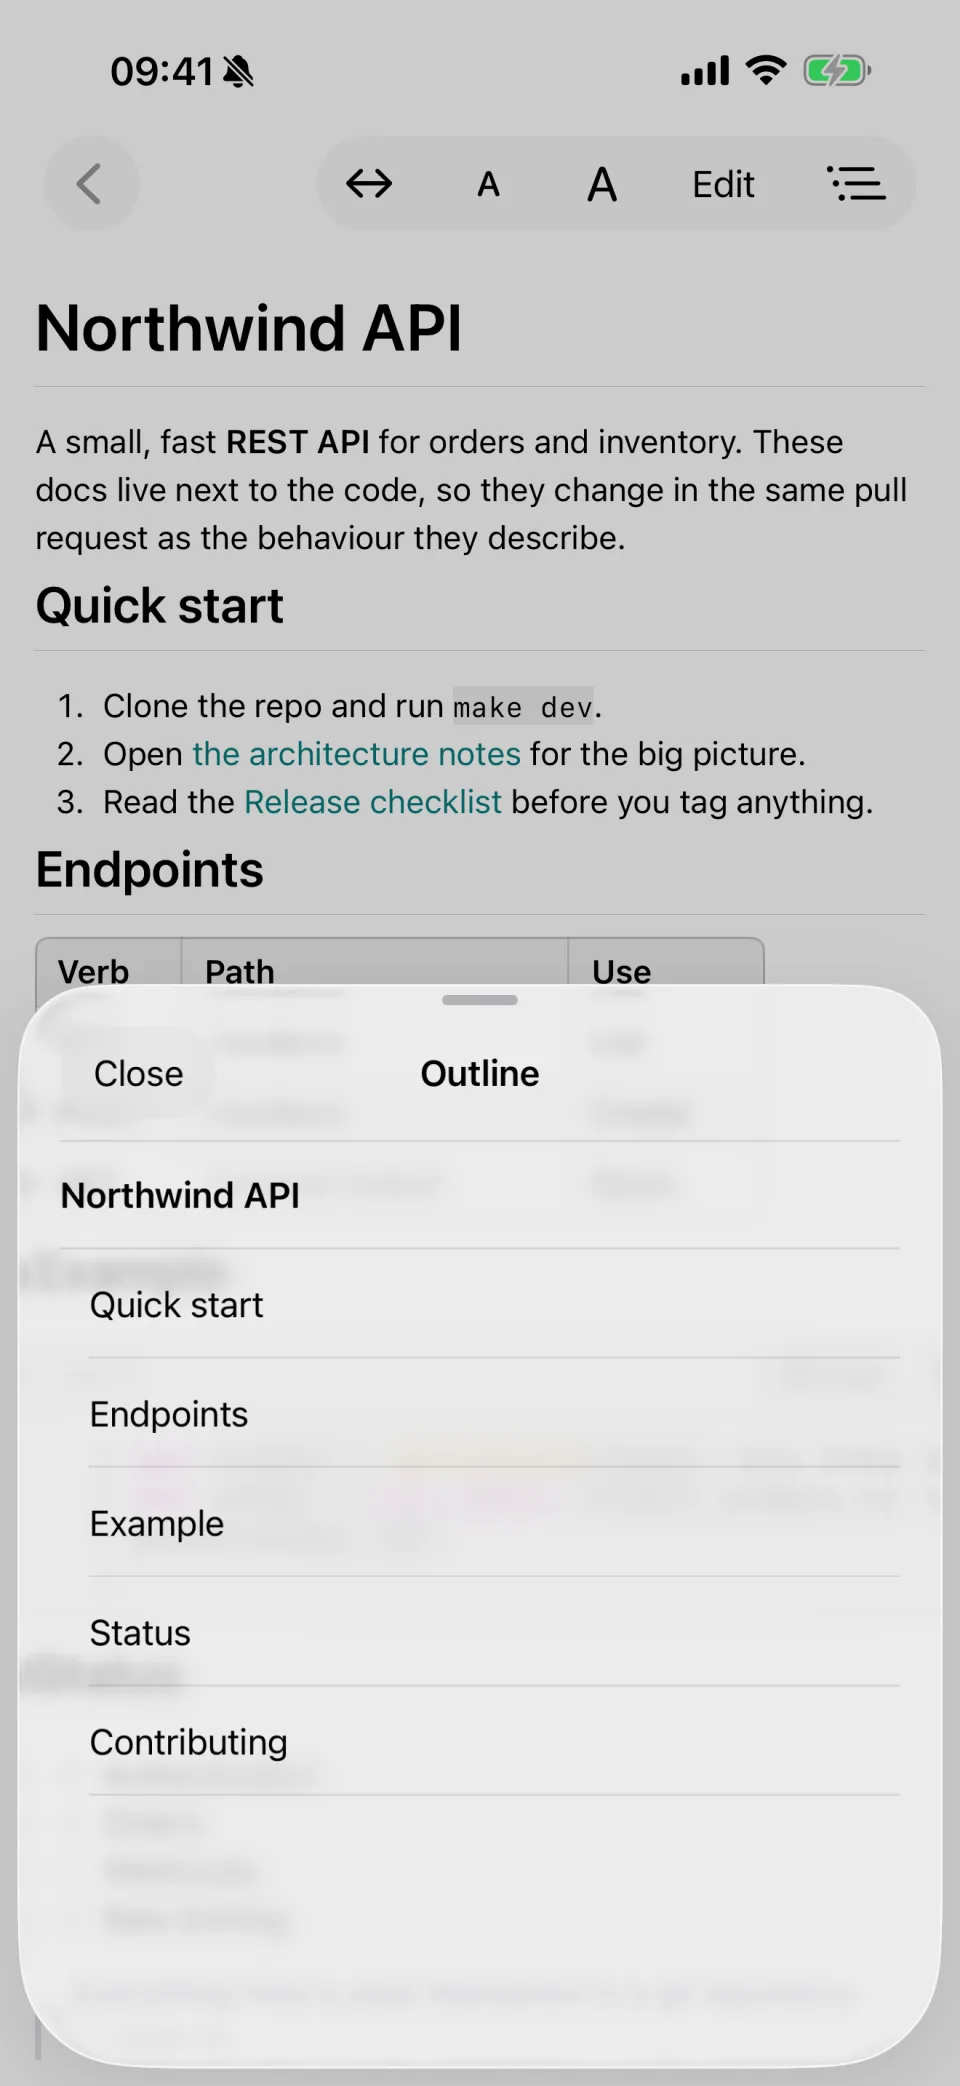 09:41
A A Edit
Northwind API
A small, fast REST API for orders and inventory. These
docs live next to the code, so they change in the same pull
request as the behaviour they describe.
Quick start
1. Clone the repo and run make dev.
2. Open the architecture notes for the big picture.
3. Read the Release checklist before you tag anything.
Endpoints
Verb Path Use
Close Outline
Northwind API
Quick start
Endpoints
Example
Status
Contributing